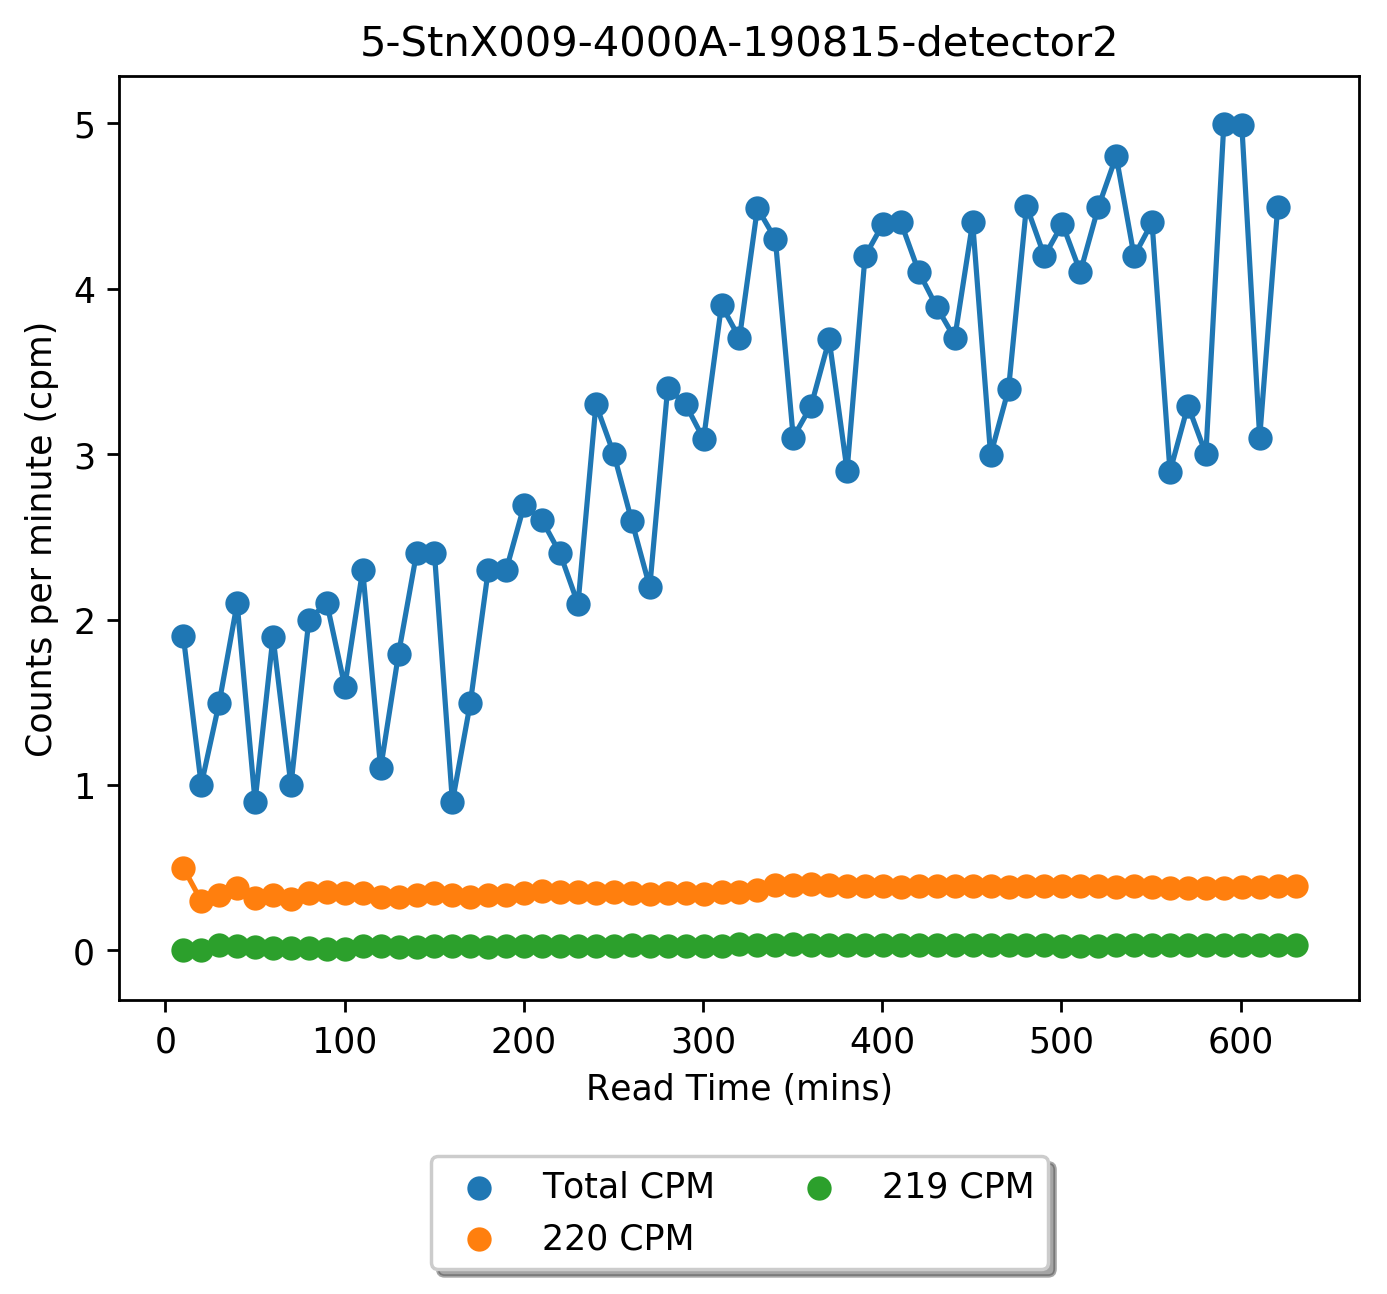 5-StnX009-4000A-190815-detector2
Counts per minute (cpm)
5
4
3
2
1
0
0 100 200 300 400 500 600
Read Time (mins)
Total CPM 219 CPM
220 CPM